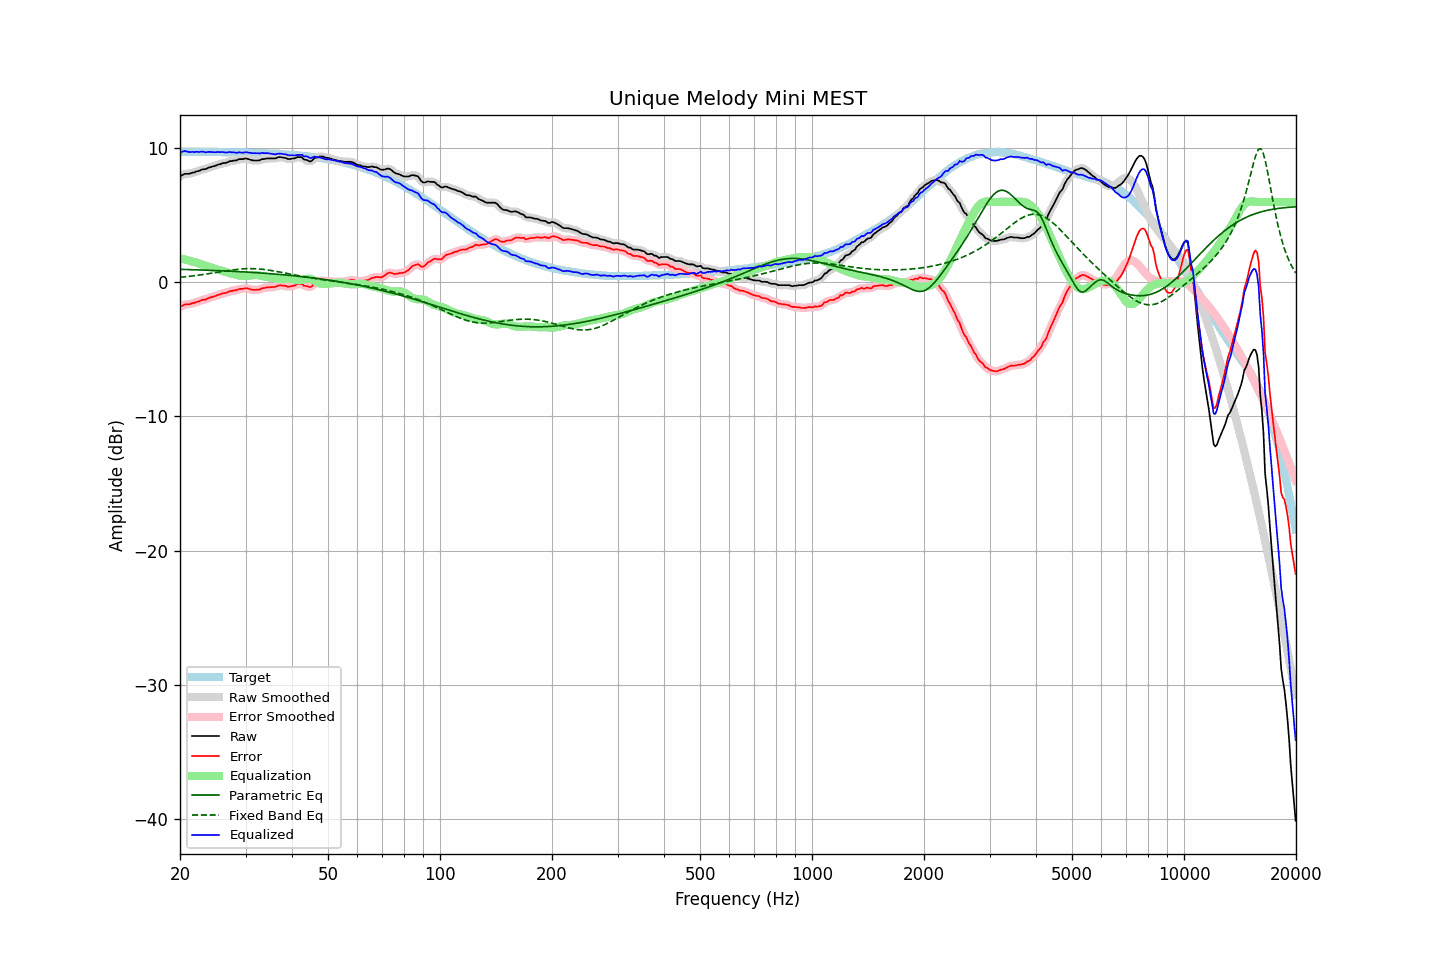 Unique Melody Mini MEST
10
0
−10
−20
−30
−40
Amplitude (dBr)
Target
Raw Smoothed
Error Smoothed
Raw
Error
Equalization
Parametric Eq
Fixed Band Eq
Equalized
20 50 100 200 500 1000 2000 5000 10000 20000
Frequency (Hz)